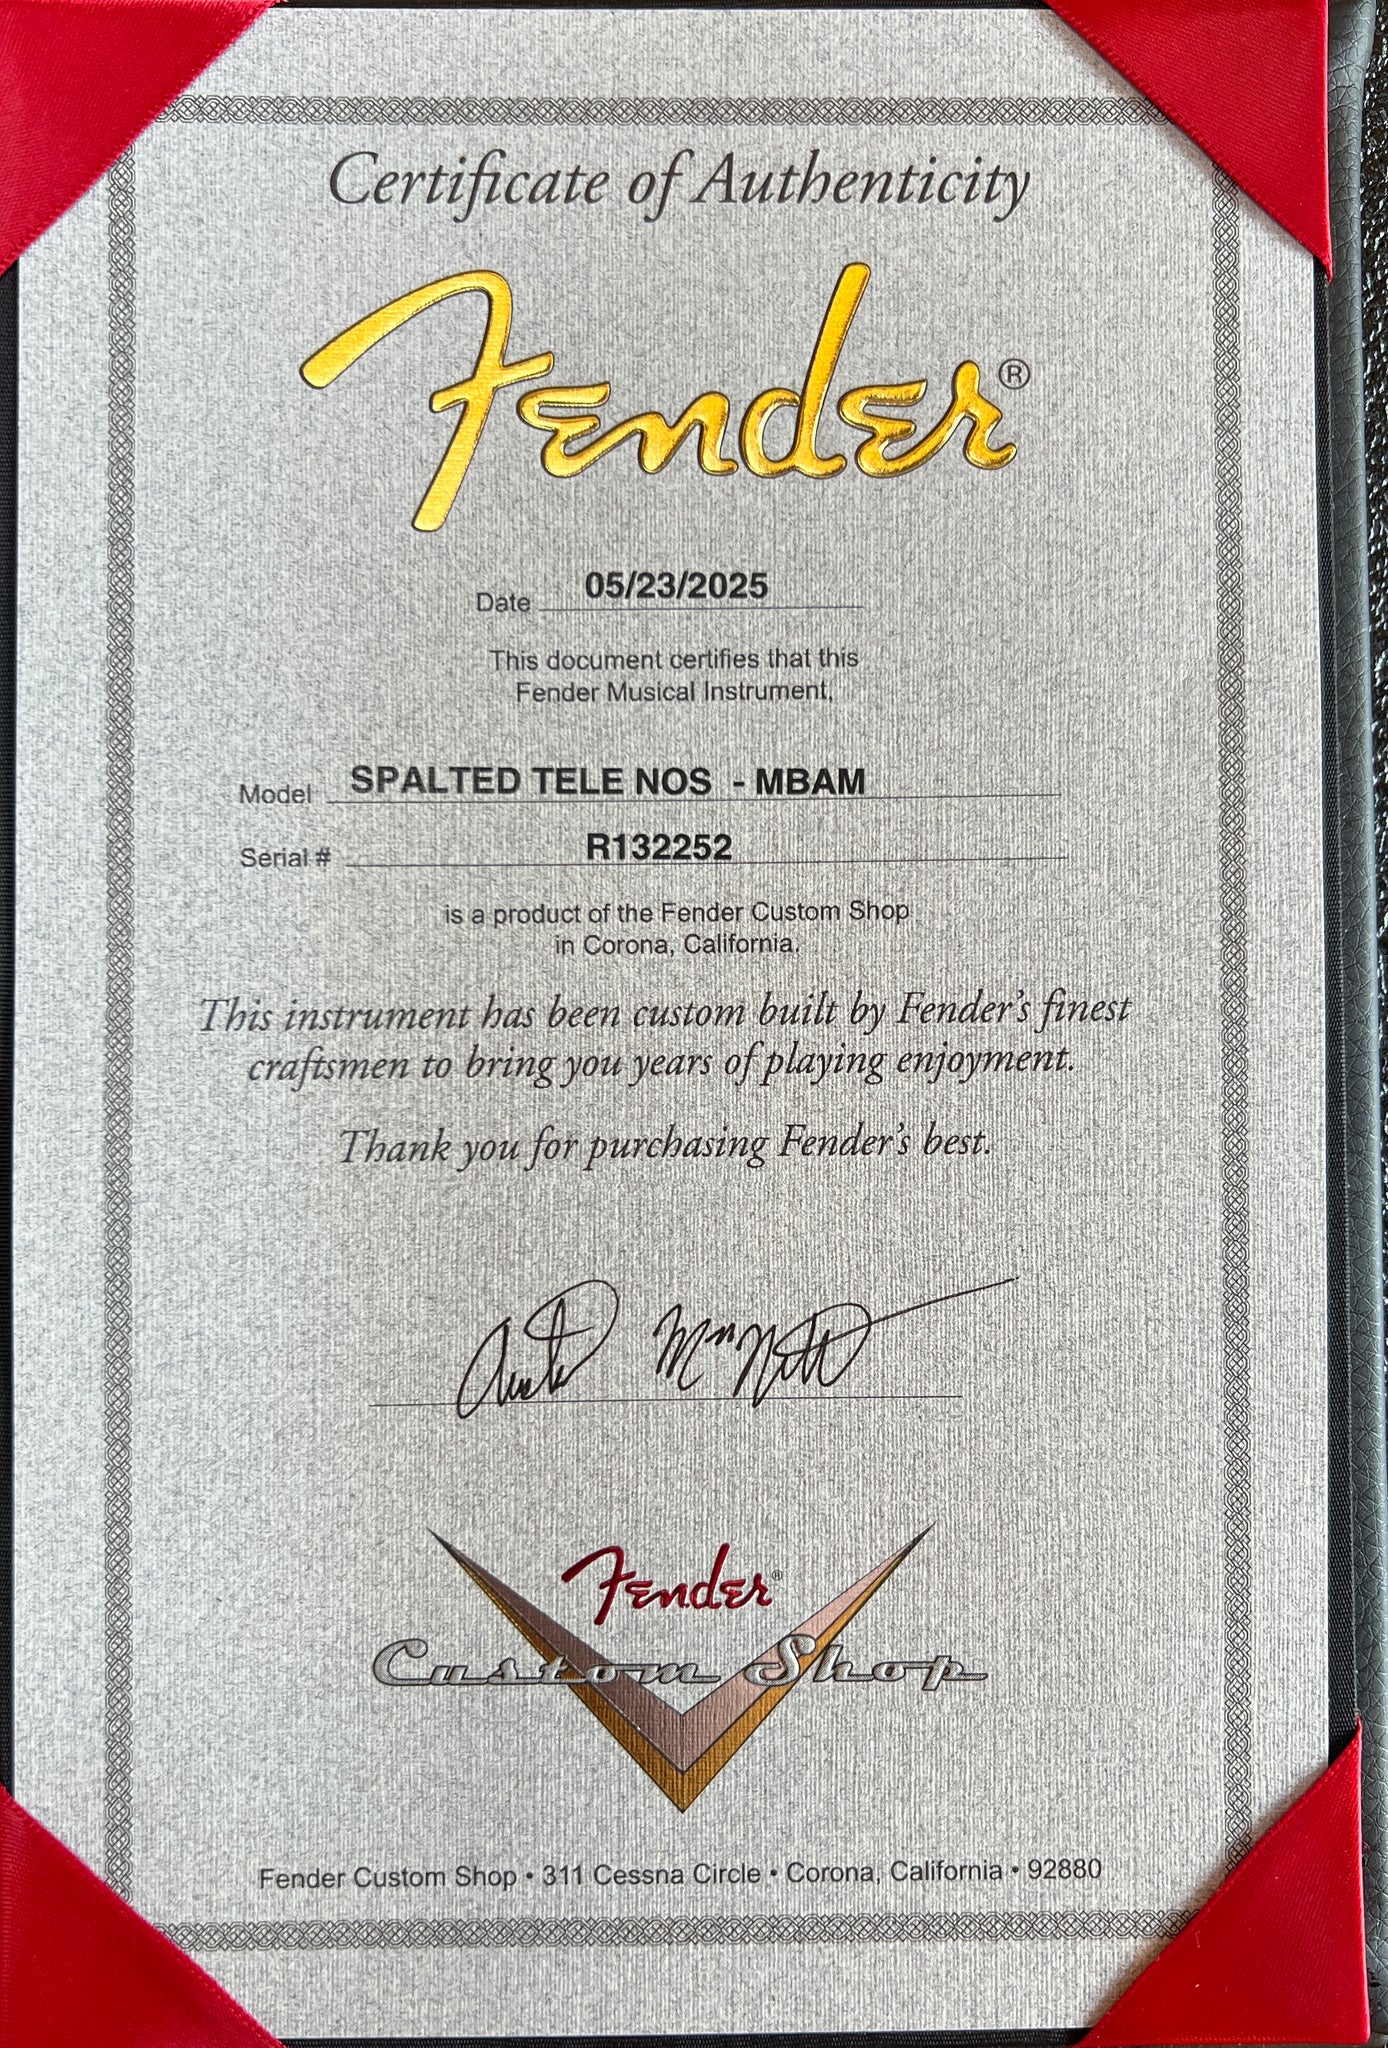 Certificate of Authenticity
Fender®
Date 05/23/2025
This document certifies that this
Fender Musical Instrument,
Model SPALTED TELE NOS - MBAM
Serial # R132252
is a product of the Fender Custom Shop
in Corona, California.
This instrument has been custom built by Fender's finest
craftsmen to bring you years of playing enjoyment.
Thank you for purchasing Fender's best.
Fender®
Custom Shop
Fender Custom Shop • 311 Cessna Circle • Corona, California • 92880